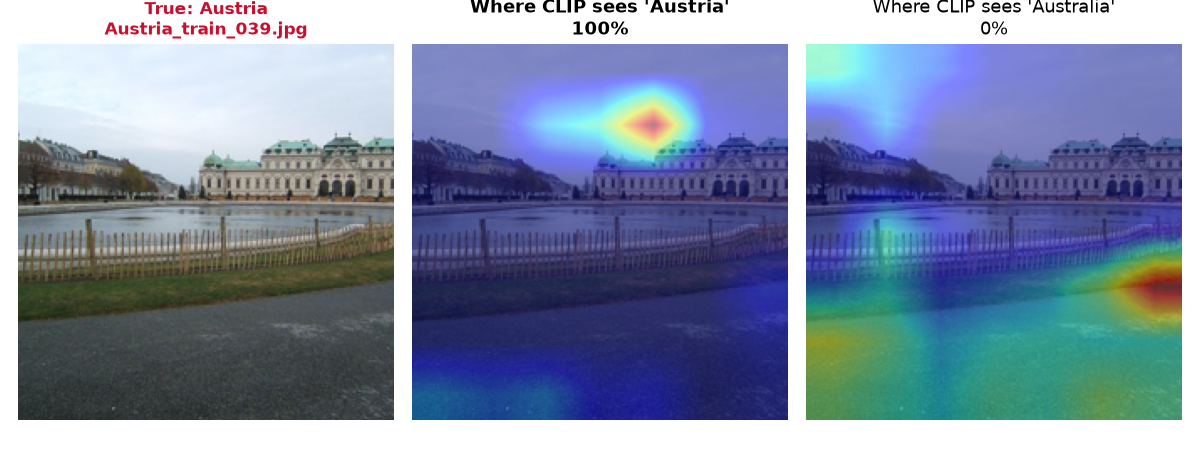 True: Austria
Austria_train_039.jpg
Where CLIP sees 'Austria'
100%
Where CLIP sees 'Australia'
0%